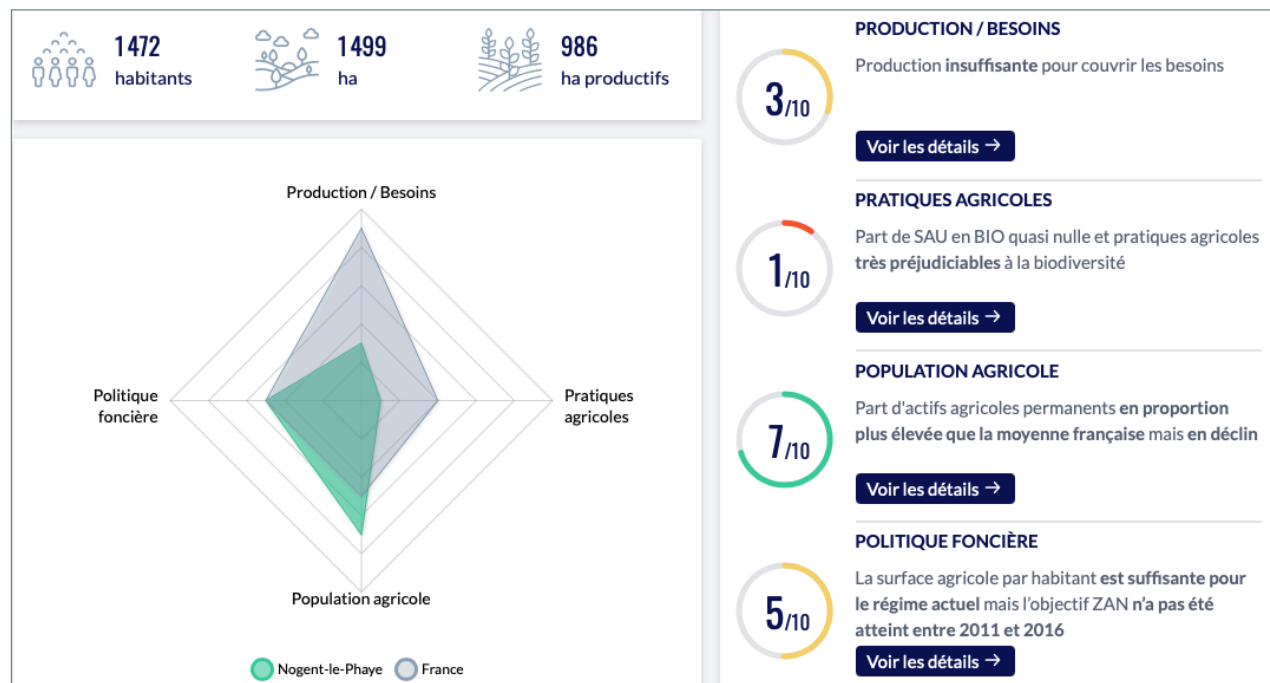 1 472
habitants
1 499
ha
986
ha productifs
Production / Besoins
Politique
foncière
Pratiques
agricoles
Population agricole
Nogent-le-Phaye
France
PRODUCTION / BESOINS
3/10
Production insuffisante pour couvrir les besoins
Voir les détails →
PRATIQUES AGRICOLES
1/10
Part de SAU en BIO quasi nulle et pratiques agricoles
très préjudiciables à la biodiversité
Voir les détails →
POPULATION AGRICOLE
7/10
Part d'actifs agricoles permanents en proportion
plus élevée que la moyenne française mais en déclin
Voir les détails →
POLITIQUE FONCIÈRE
5/10
La surface agricole par habitant est suffisante pour
le régime actuel mais l’objectif ZAN n’a pas été
atteint entre 2011 et 2016
Voir les détails →